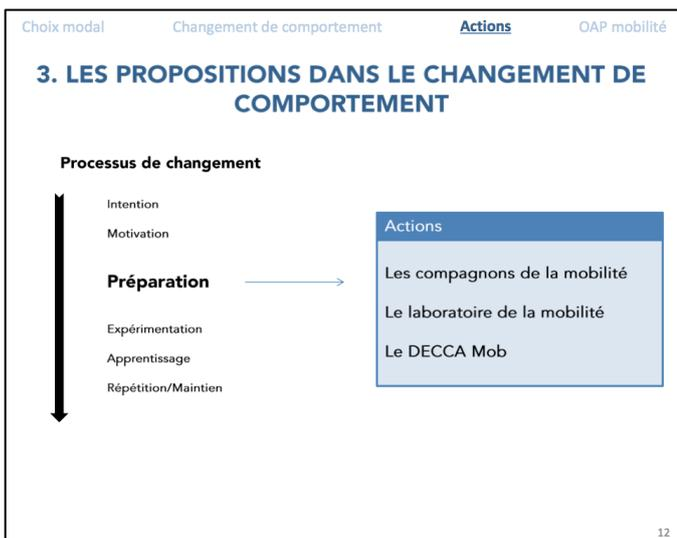 Choix modal Changement de comportement Actions OAP mobilité
3. LES PROPOSITIONS DANS LE CHANGEMENT DE
COMPORTEMENT
Processus de changement
Intention
Motivation
Préparation
Expérimentation
Apprentissage
Répétition/Maintien
Actions
Les compagnons de la mobilité
Le laboratoire de la mobilité
Le DECCA Mob
12